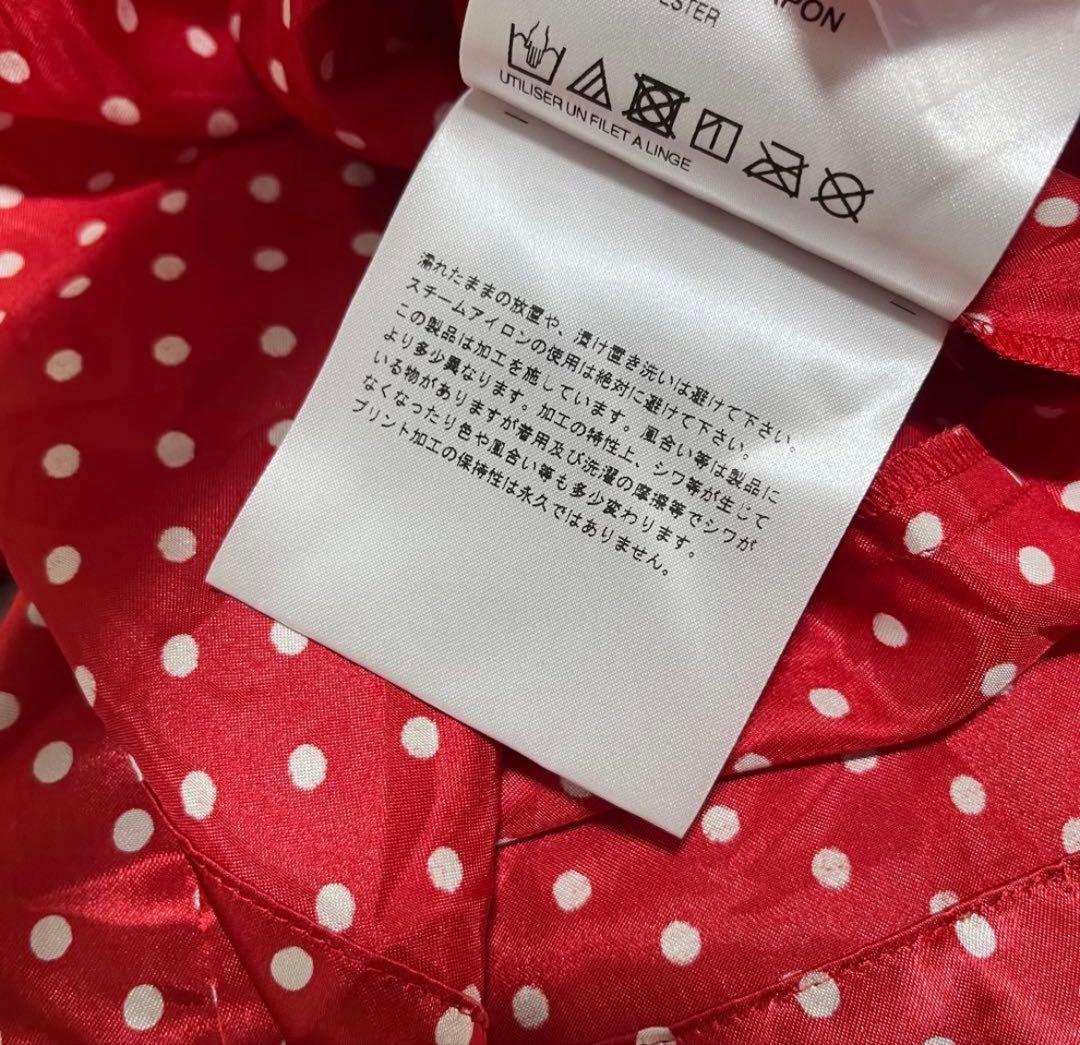 ESTER
PON
UTILISER UN FILET A LINGE
濡れたままの放置や、漬け置き洗いは避けて下さい。
スチームアイロンの使用は絶対に避けて下さい。
この製品は加工を施しています。風合い等は製品に
より多少異なります。加工の特性上、シワ等が生じて
いる物がありますが着用及び洗濯の摩擦等でシワが
なくなったり色や風合い等も多少変わります。
プリント加工の保持性は永久ではありません。